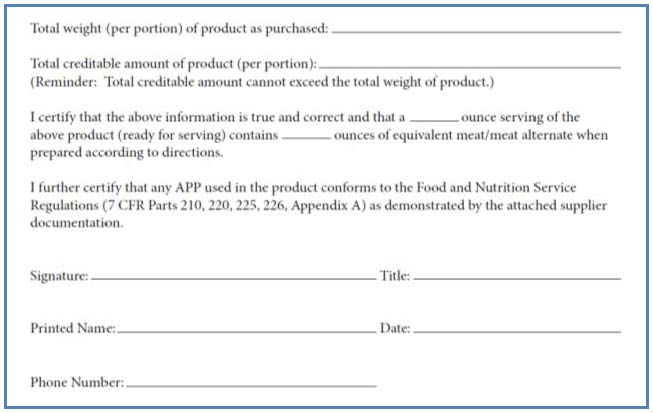 Total weight (per portion) of product as purchased:
Total creditable amount of product (per portion):
(Reminder: Total creditable amount cannot exceed the total weight of product.)
I certify that the above information is true and correct and that a ______ ounce serving of the
above product (ready for serving) contains ______ ounces of equivalent meat/meat alternate when
prepared according to directions.
I further certify that any APP used in the product conforms to the Food and Nutrition Service
Regulations (7 CFR Parts 210, 220, 225, 226, Appendix A) as demonstrated by the attached supplier
documentation.
Signature: Title:
Printed Name: Date:
Phone Number: